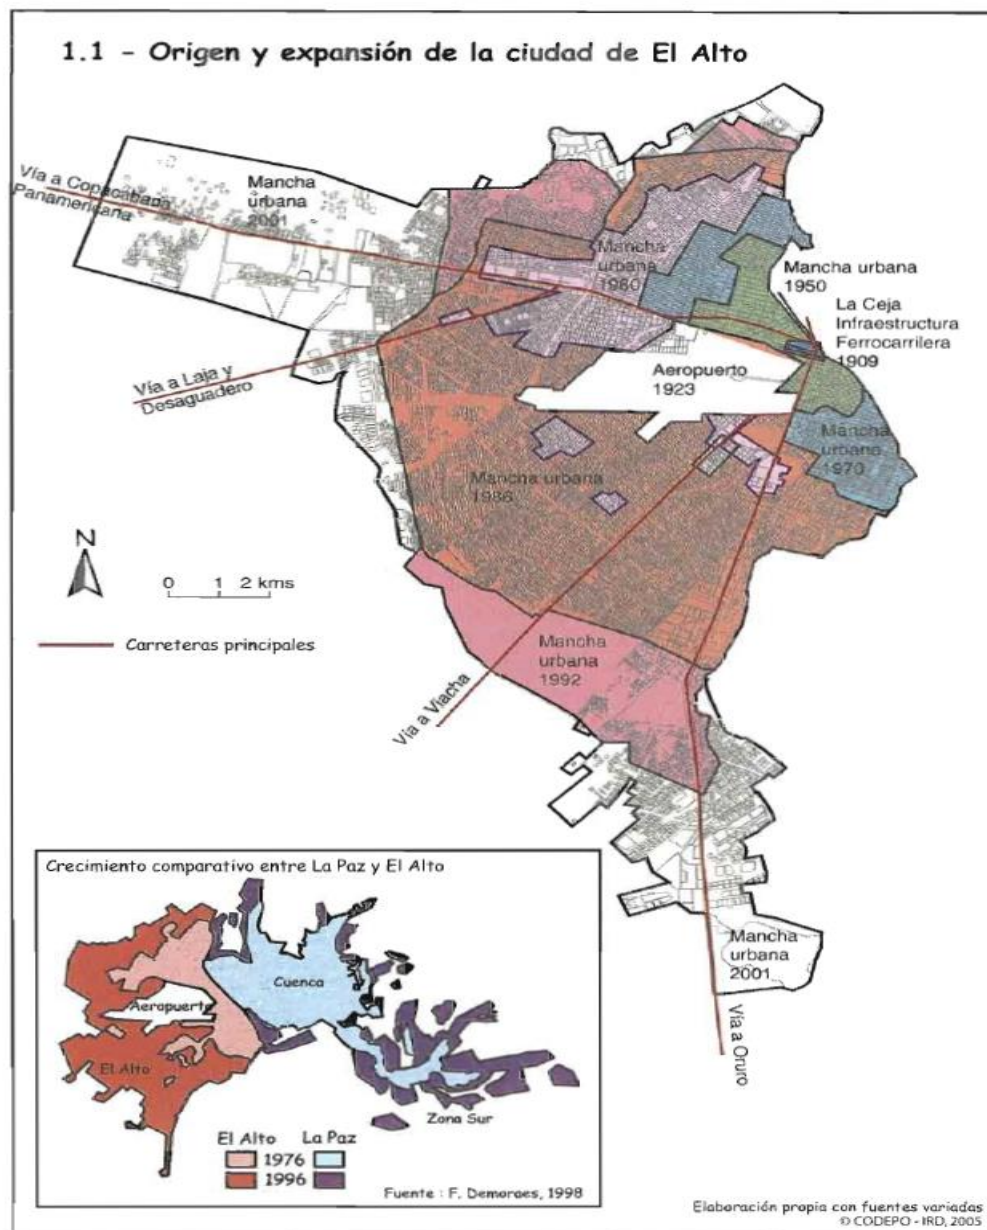 1.1 - Origen y expansión de la ciudad de El Alto
Vía a Copacabana
Panamericana
Mancha
urbana
2001
Mancha
urbana
1980
Mancha urbana
1950
La Ceja
Infraestructura
Ferrocarrilera
1909
Aeropuerto
1923
Vía a Laja y
Desaguadero
Mancha
urbana
1970
Mancha urbana
1986
N
0 1 2 kms
Carreteras principales
Mancha
urbana
1992
Vía a Viacha
Mancha
urbana
2001
Vía a Oruro
Crecimiento comparativo entre La Paz y El Alto
Cuenca
Aeropuerto
El Alto
Zona Sur
El Alto La Paz
1976
1996
Fuente : F. Demoraes, 1998
Elaboración propia con fuentes variadas
© CODEPO - IRD, 2005